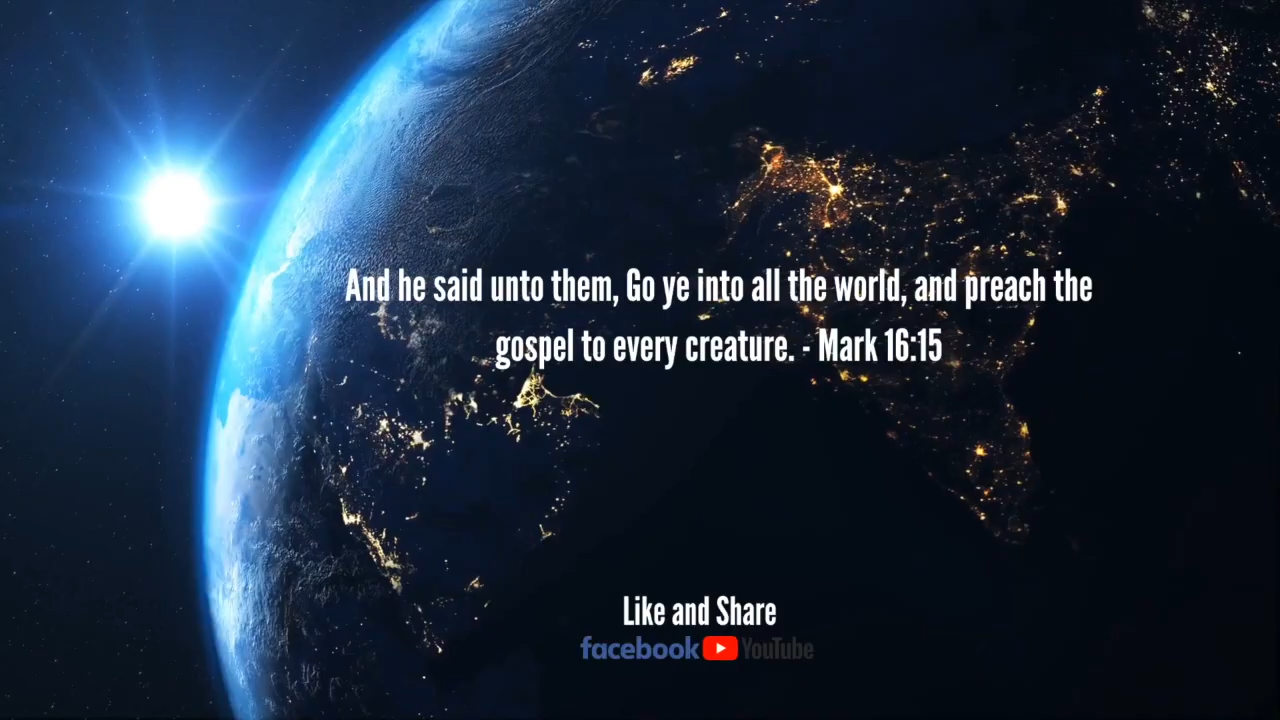 And he said unto them, Go ye into all the world, and preach the
gospel to every creature. - Mark 16:15
Like and Share
facebook YouTube